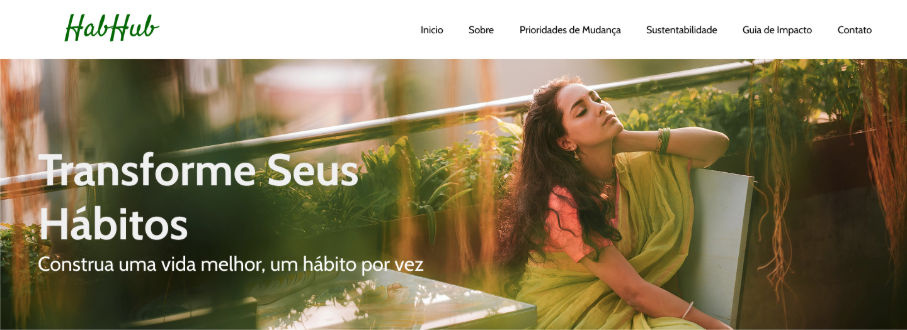 HabHub
Inicio Sobre Prioridades de Mudança Sustentabilidade Guia de Impacto Contato
Transforme Seus
Hábitos
Construa uma vida melhor, um hábito por vez